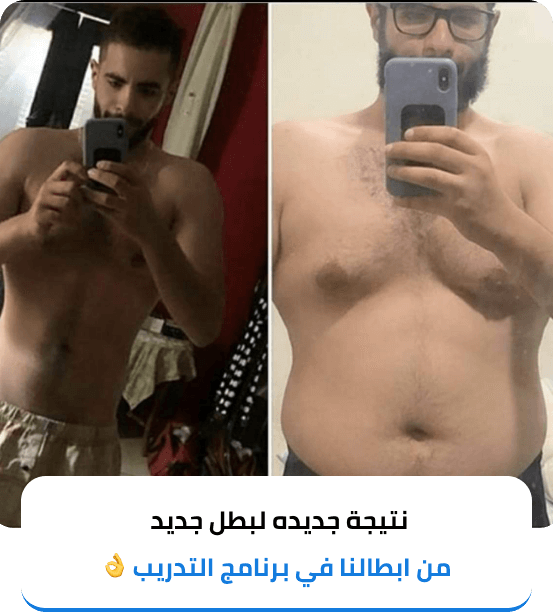 نتيجة جديده لبطل جديد
من ابطالنا في برنامج التدريب 👌